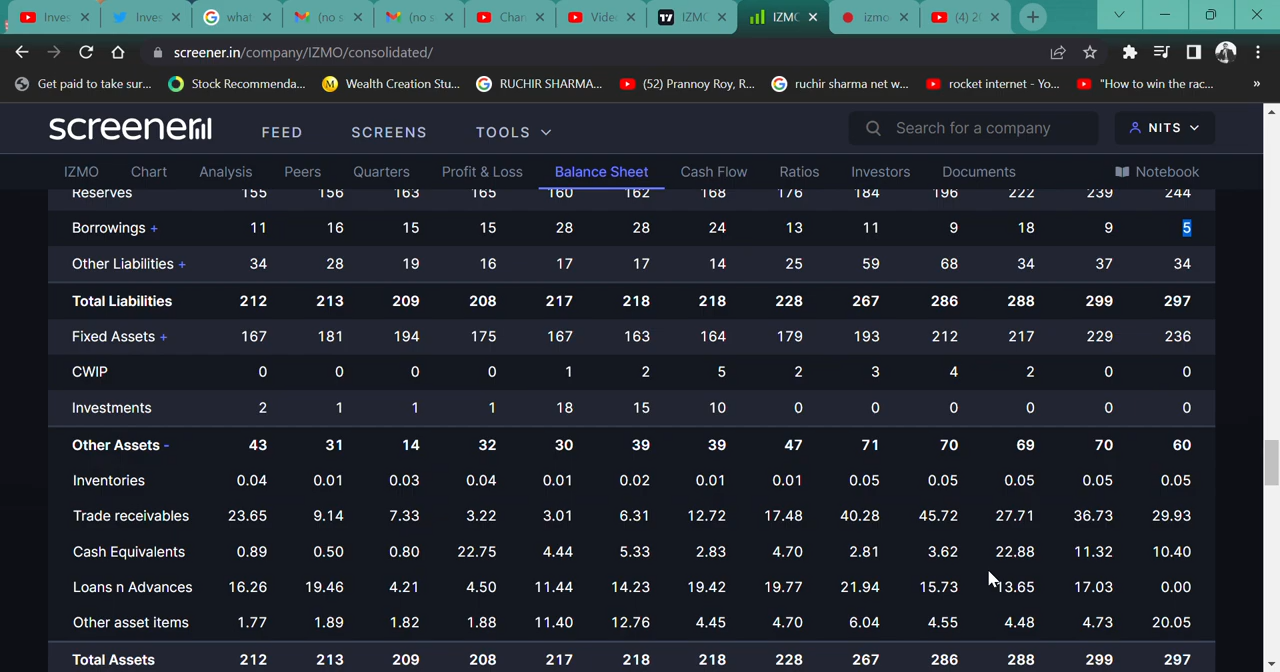 Inves
Inves
what
(no s
(no s
Chan
Vide
IZMO
IZMO
izmo
(4) 2
screener.in/company/IZMO/consolidated/
Get paid to take sur... Stock Recommenda... Wealth Creation Stu... RUCHIR SHARMA... (52) Prannoy Roy, R... ruchir sharma net w... rocket internet - Yo... "How to win the rac... »
screener FEED SCREENS TOOLS Search for a company NITS
IZMO Chart Analysis Peers Quarters Profit & Loss Balance Sheet Cash Flow Ratios Investors Documents Notebook
Reserves 155 156 163 165 160 162 168 176 184 196 222 239 244
Borrowings + 11 16 15 15 28 28 24 13 11 9 18 9 5
Other Liabilities + 34 28 19 16 17 17 14 25 59 68 34 37 34
Total Liabilities 212 213 209 208 217 218 218 228 267 286 288 299 297
Fixed Assets + 167 181 194 175 167 163 164 179 193 212 217 229 236
CWIP 0 0 0 0 1 2 5 2 3 4 2 0 0
Investments 2 1 1 1 18 15 10 0 0 0 0 0 0
Other Assets - 43 31 14 32 30 39 39 47 71 70 69 70 60
Inventories 0.04 0.01 0.03 0.04 0.01 0.02 0.01 0.01 0.05 0.05 0.05 0.05 0.05
Trade receivables 23.65 9.14 7.33 3.22 3.01 6.31 12.72 17.48 40.28 45.72 27.71 36.73 29.93
Cash Equivalents 0.89 0.50 0.80 22.75 4.44 5.33 2.83 4.70 2.81 3.62 22.88 11.32 10.40
Loans n Advances 16.26 19.46 4.21 4.50 11.44 14.23 19.42 19.77 21.94 15.73 13.65 17.03 0.00
Other asset items 1.77 1.89 1.82 1.88 11.40 12.76 4.45 4.70 6.04 4.55 4.48 4.73 20.05
Total Assets 212 213 209 208 217 218 218 228 267 286 288 299 297